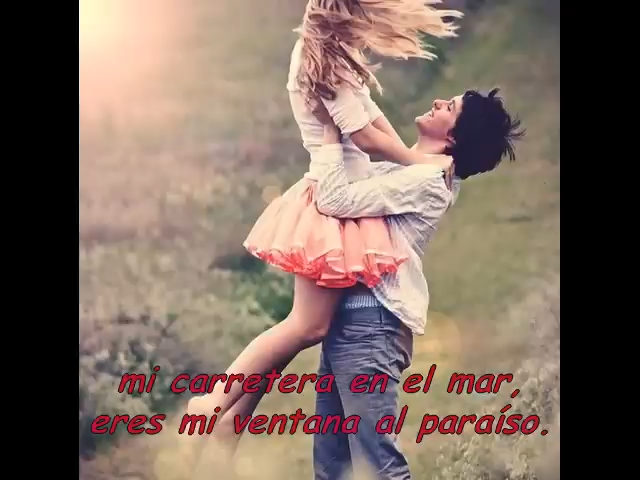 mi carretera en el mar,
eres mi ventana al paraíso.